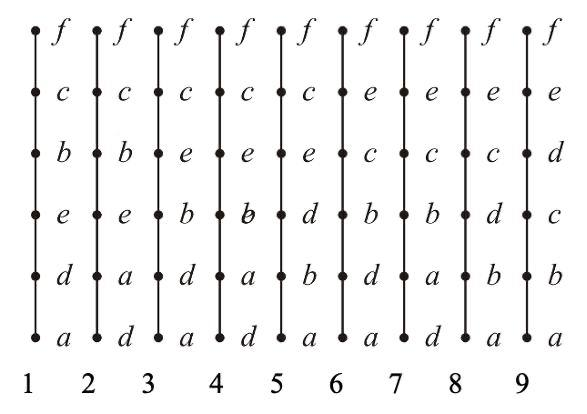 f f f f f f f f f
c c c c c e e e e
b b e e e c c c d
e e b b d b b d c
d a d a b d a b b
a d a d a a d a a
1 2 3 4 5 6 7 8 9